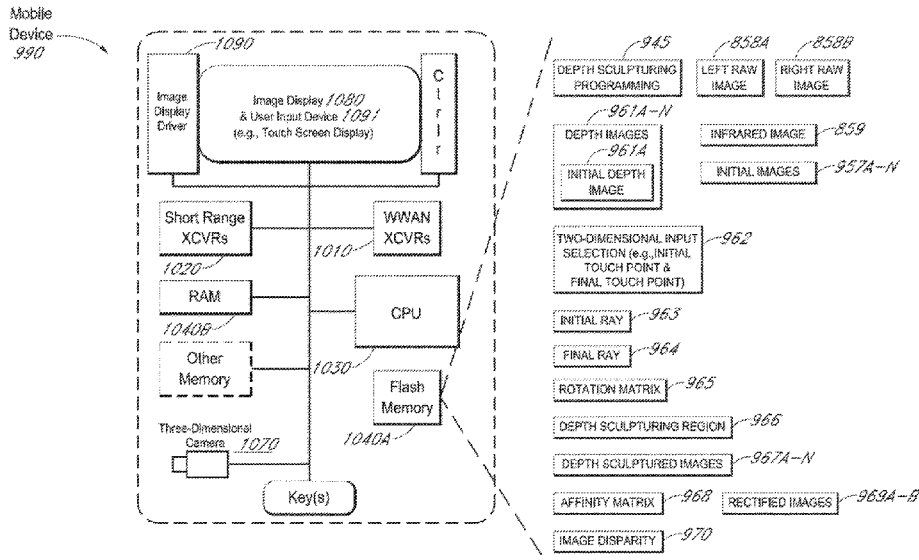 Mobile
Device
990
1090
Image
Display
Driver
Image Display 1080
& User Input Device 1091
(e.g., Touch Screen Display)
C
t
r
l
r
Short Range
XCVRs
1020
WWAN
XCVRs
1010
RAM
1040B
CPU
1030
Other
Memory
Flash
Memory
1040A
Three-Dimensional
Camera
1070
Key(s)
945
DEPTH SCULPTURING
PROGRAMMING
858A
LEFT RAW
IMAGE
858B
RIGHT RAW
IMAGE
961A-N
DEPTH IMAGES
961A
INITIAL DEPTH
IMAGE
INFRARED IMAGE
859
INITIAL IMAGES
957A-N
TWO-DIMENSIONAL INPUT
SELECTION (e.g.,INITIAL
TOUCH POINT &
FINAL TOUCH POINT)
962
INITIAL RAY
963
FINAL RAY
964
ROTATION MATRIX
965
DEPTH SCULPTURING REGION
966
DEPTH SCULPTURED IMAGES
967A-N
AFFINITY MATRIX
968
RECTIFIED IMAGES
969A-B
IMAGE DISPARITY
970